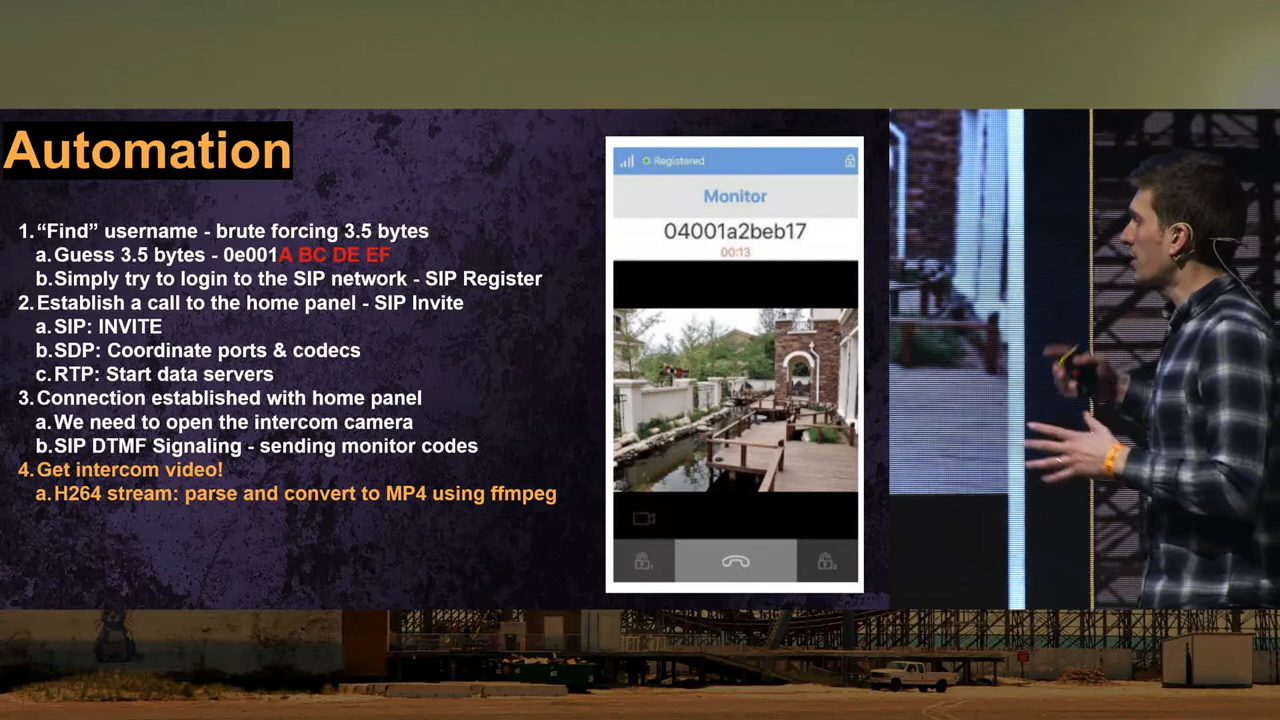 Automation
1. “Find” username - brute forcing 3.5 bytes
a. Guess 3.5 bytes - 0e001A BC DE EF
b. Simply try to login to the SIP network - SIP Register
2. Establish a call to the home panel - SIP Invite
a. SIP: INVITE
b. SDP: Coordinate ports & codecs
c. RTP: Start data servers
3. Connection established with home panel
a. We need to open the intercom camera
b. SIP DTMF Signaling - sending monitor codes
4. Get intercom video!
a. H264 stream: parse and convert to MP4 using ffmpeg
Registered
Monitor
04001a2beb17
00:13
1
2